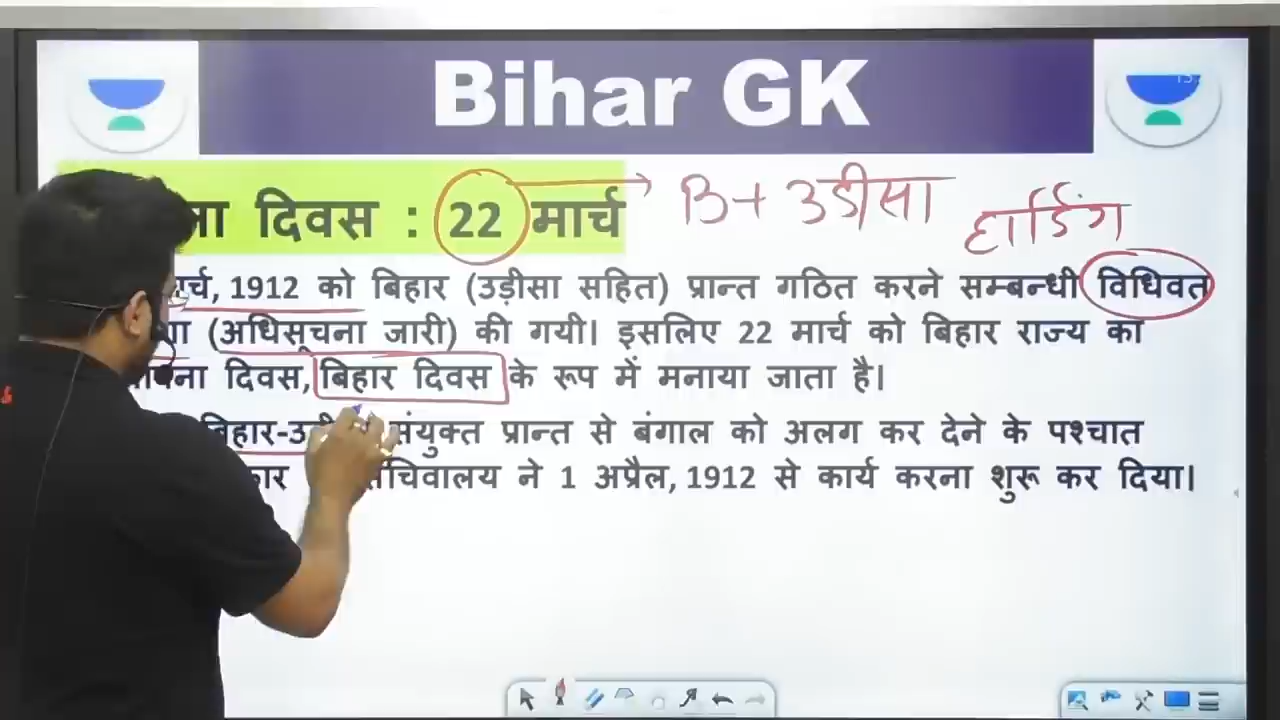 Bihar GK
दिवस : 22 मार्च
B+ उडीसा
हार्डिंग
1912 को बिहार (उड़ीसा सहित) प्रान्त गठित करने सम्बन्धी विधिवत
(अधिसूचना जारी) की गयी। इसलिए 22 मार्च को बिहार राज्य का
दिवस, बिहार दिवस के रूप में मनाया जाता है।
संयुक्त प्रान्त से बंगाल को अलग कर देने के पश्चात
सचिवालय ने 1 अप्रैल, 1912 से कार्य करना शुरू कर दिया।